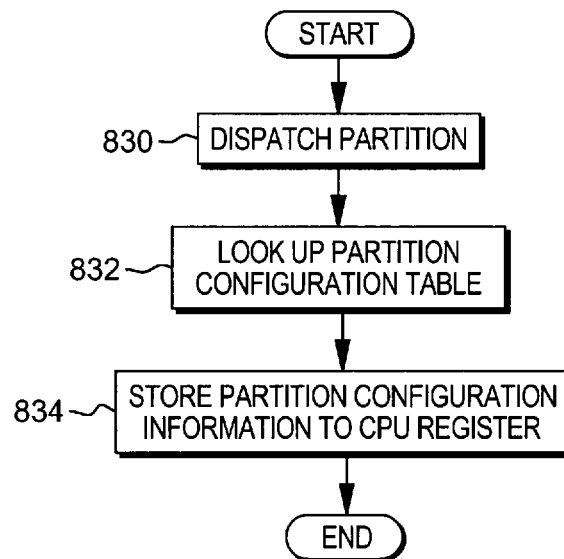 START
830
DISPATCH PARTITION
832
LOOK UP PARTITION
CONFIGURATION TABLE
834
STORE PARTITION CONFIGURATION
INFORMATION TO CPU REGISTER
END